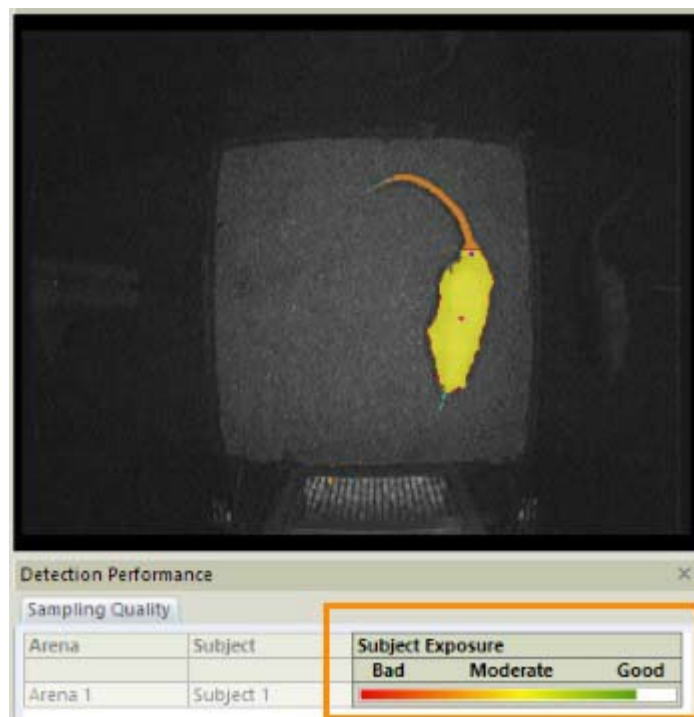 Detection Performance
Sampling Quality
Arena Subject Subject Exposure
Bad Moderate Good
Arena 1 Subject 1